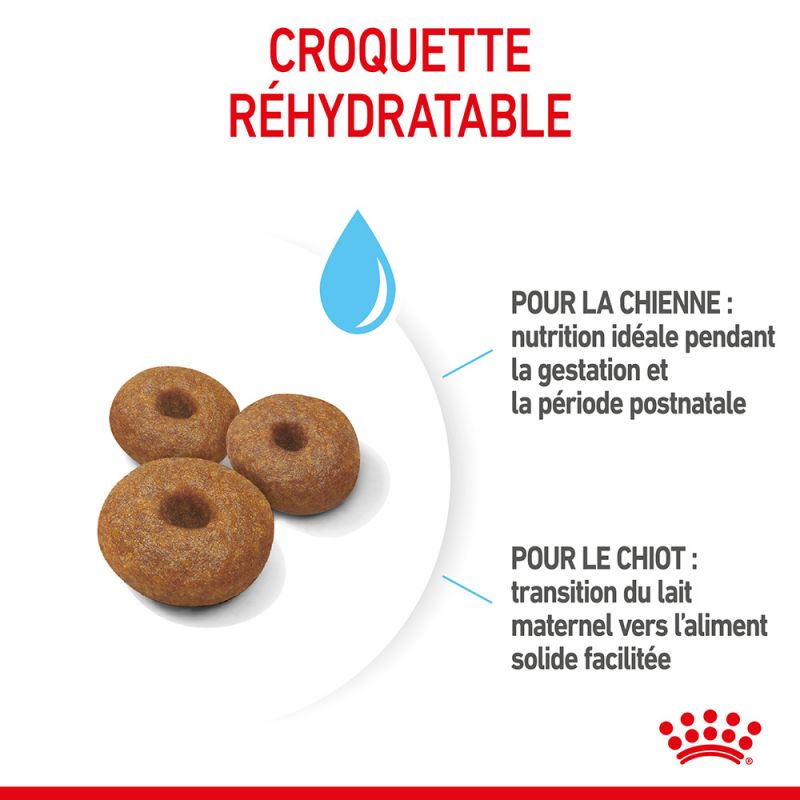 CROQUETTE
RÉHYDRATABLE
POUR LA CHIENNE :
nutrition idéale pendant
la gestation et
la période postnatale
POUR LE CHIOT :
transition du lait
maternel vers l'aliment
solide facilitée
®